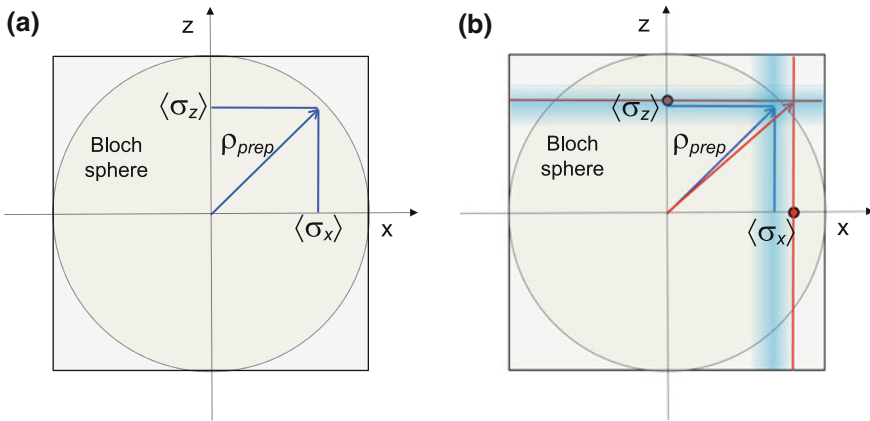 (a)
z
⟨σz⟩
Bloch
sphere
ρprep
⟨σx⟩
x
(b)
z
⟨σz⟩
Bloch
sphere
ρprep
⟨σx⟩
x